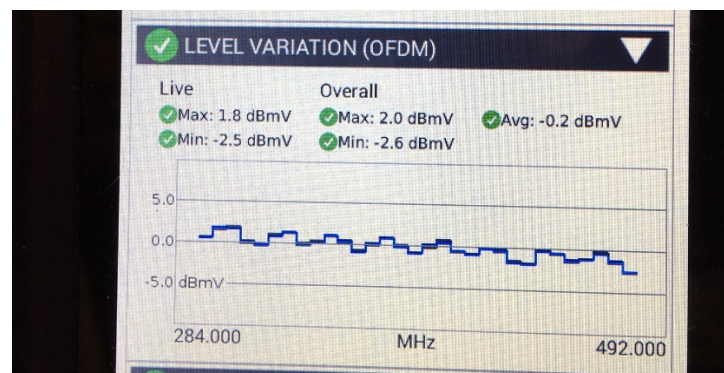 LEVEL VARIATION (OFDM)
Live Overall
Max: 1.8 dBmV Max: 2.0 dBmV Avg: -0.2 dBmV
Min: -2.5 dBmV Min: -2.6 dBmV
5.0
0.0
-5.0 dBmV
284.000 MHz 492.000